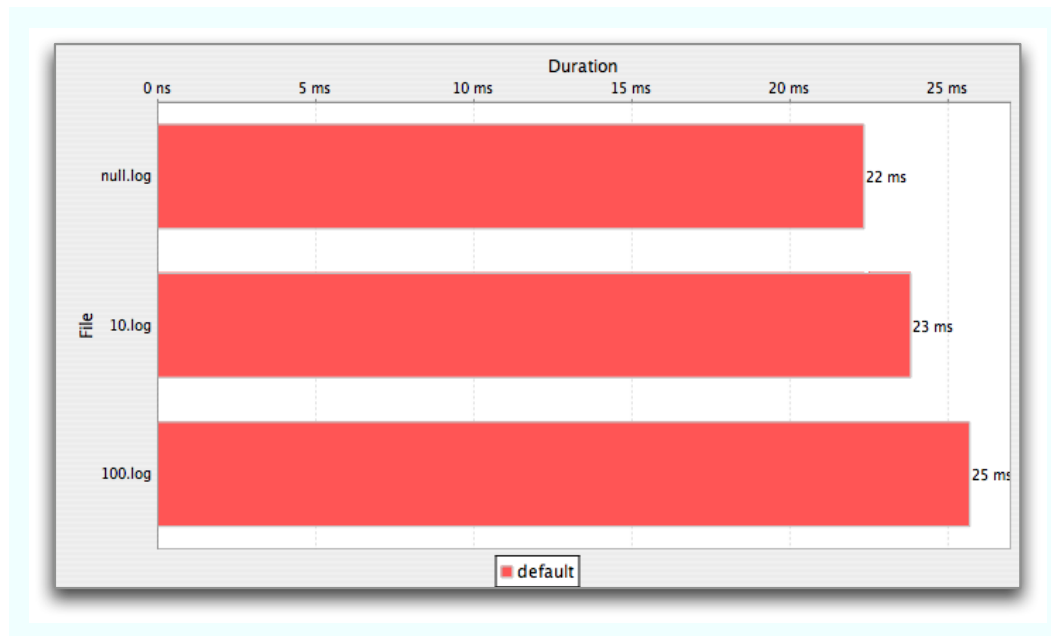 Duration
0 ns 5 ms 10 ms 15 ms 20 ms 25 ms
null.log 22 ms
File 10.log 23 ms
100.log 25 ms
default